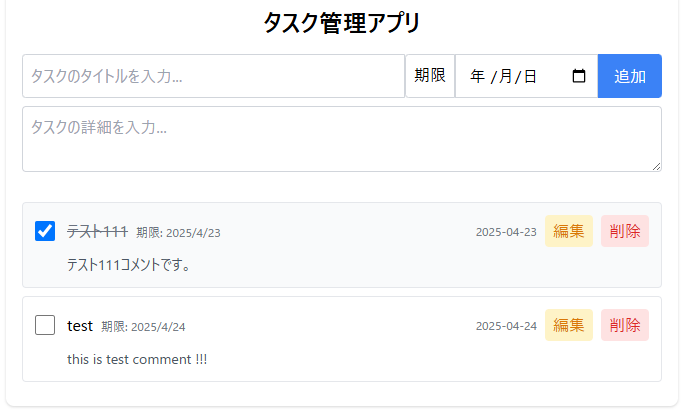 タスク管理アプリ
タスクのタイトルを入力... 期限 年 /月/日 追加
タスクの詳細を入力...
テスト111 期限: 2025/4/23 2025-04-23 編集 削除
テスト111コメントです。
test 期限: 2025/4/24 2025-04-24 編集 削除
this is test comment !!!